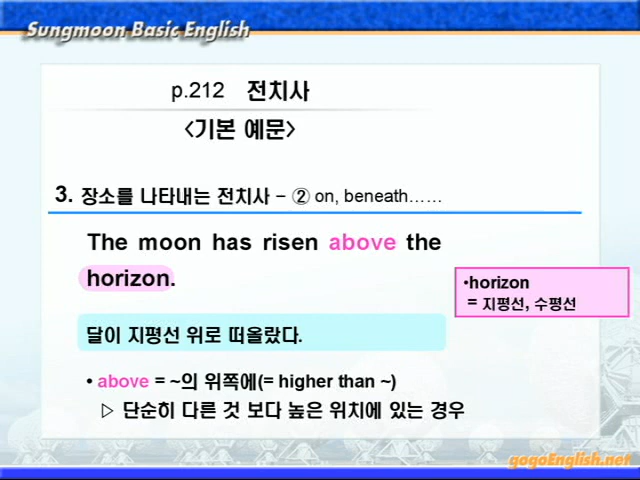 Sungmoon Basic English
p.212 전치사
<기본 예문>
3. 장소를 나타내는 전치사 - ② on, beneath……
The moon has risen above the
horizon.
•horizon
= 지평선, 수평선
달이 지평선 위로 떠올랐다.
• above = ~의 위쪽에(= higher than ~)
▷ 단순히 다른 것 보다 높은 위치에 있는 경우
gogoEnglish.net